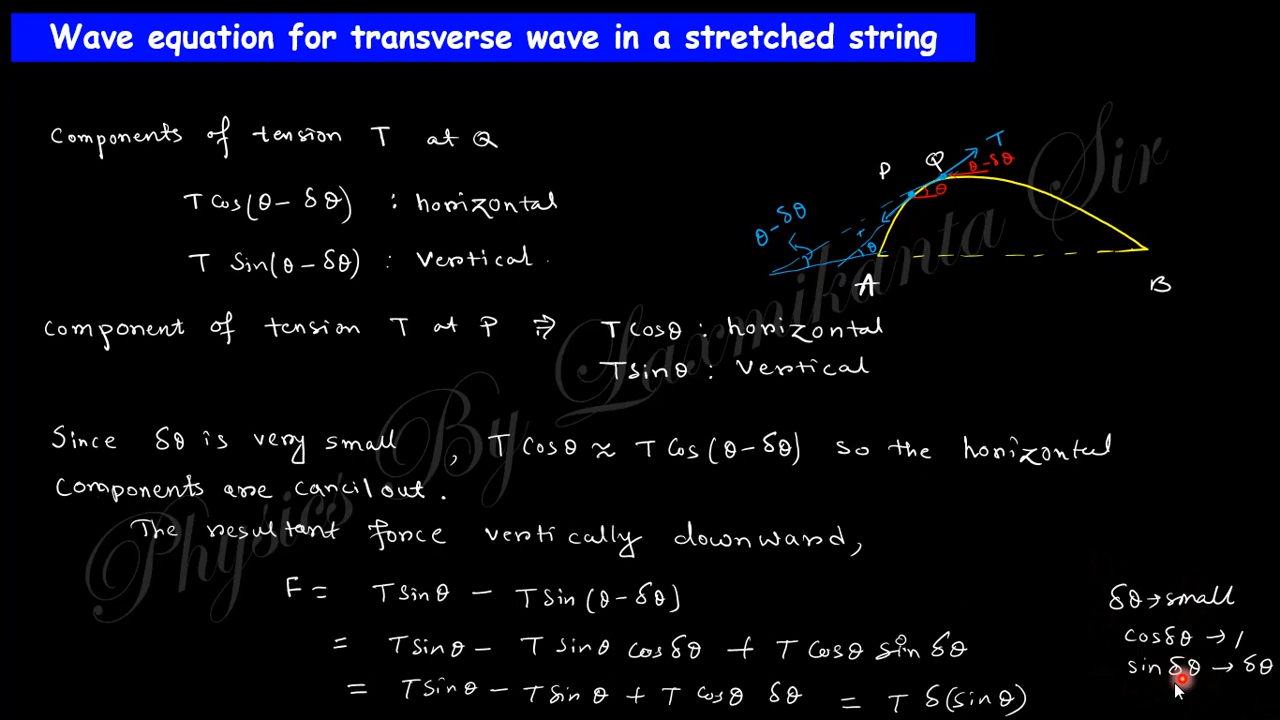 Wave equation for transverse wave in a stretched string
Components of tension T at Q
T cos(θ - δθ) : horizontal
T Sin(θ - δθ) : vertical.
P Q T
θ-δθ
θ
θ-δθ
θ
A B
Component of tension T at P ⇒ T cosθ : horizontal
T sinθ : vertical
Since δθ is very small, T cosθ ≈ T cos(θ-δθ) so the horizontal
Components are cancil out.
The resultant force vertically downward,
F = T sinθ - T sin(θ-δθ)
= T sinθ - T sinθ cosδθ + T cosθ sin δθ
= T sinθ - T sinθ + T cosθ δθ = T δ(sinθ)
δθ → small
cosδθ → 1
sin δθ → δθ
Physics By Laxmikanta Sir